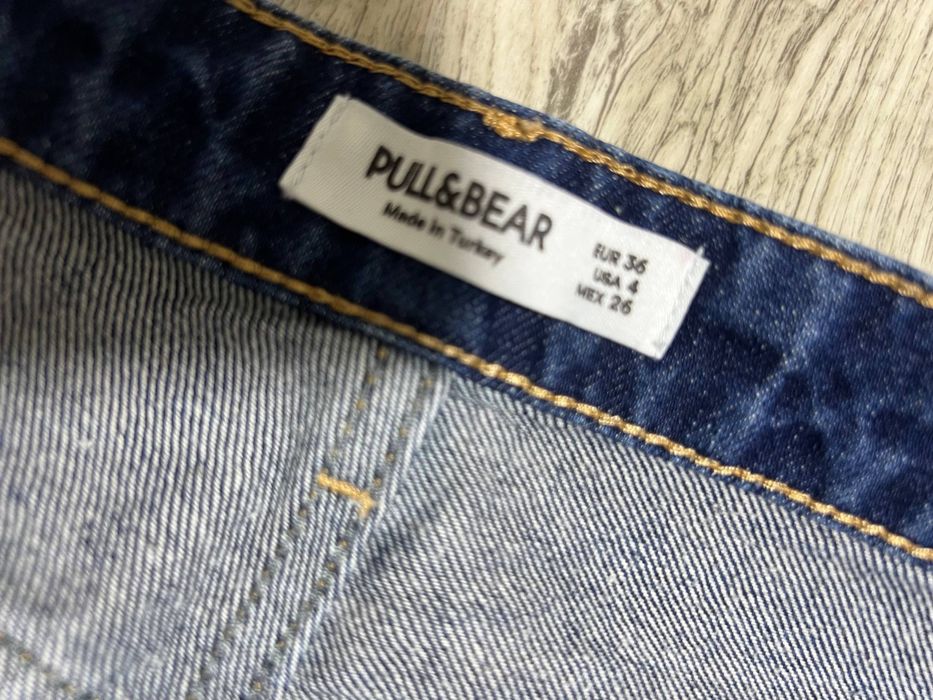 PULL&BEAR
Made in Turkey
EUR 36
USA 4
MEX 26